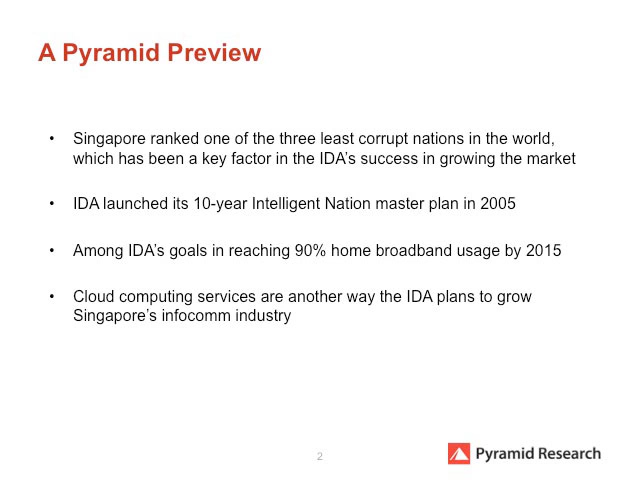 A Pyramid Preview
• Singapore ranked one of the three least corrupt nations in the world,
which has been a key factor in the IDA's success in growing the market
• IDA launched its 10-year Intelligent Nation master plan in 2005
• Among IDA's goals in reaching 90% home broadband usage by 2015
• Cloud computing services are another way the IDA plans to grow
Singapore's infocomm industry
2
Pyramid Research